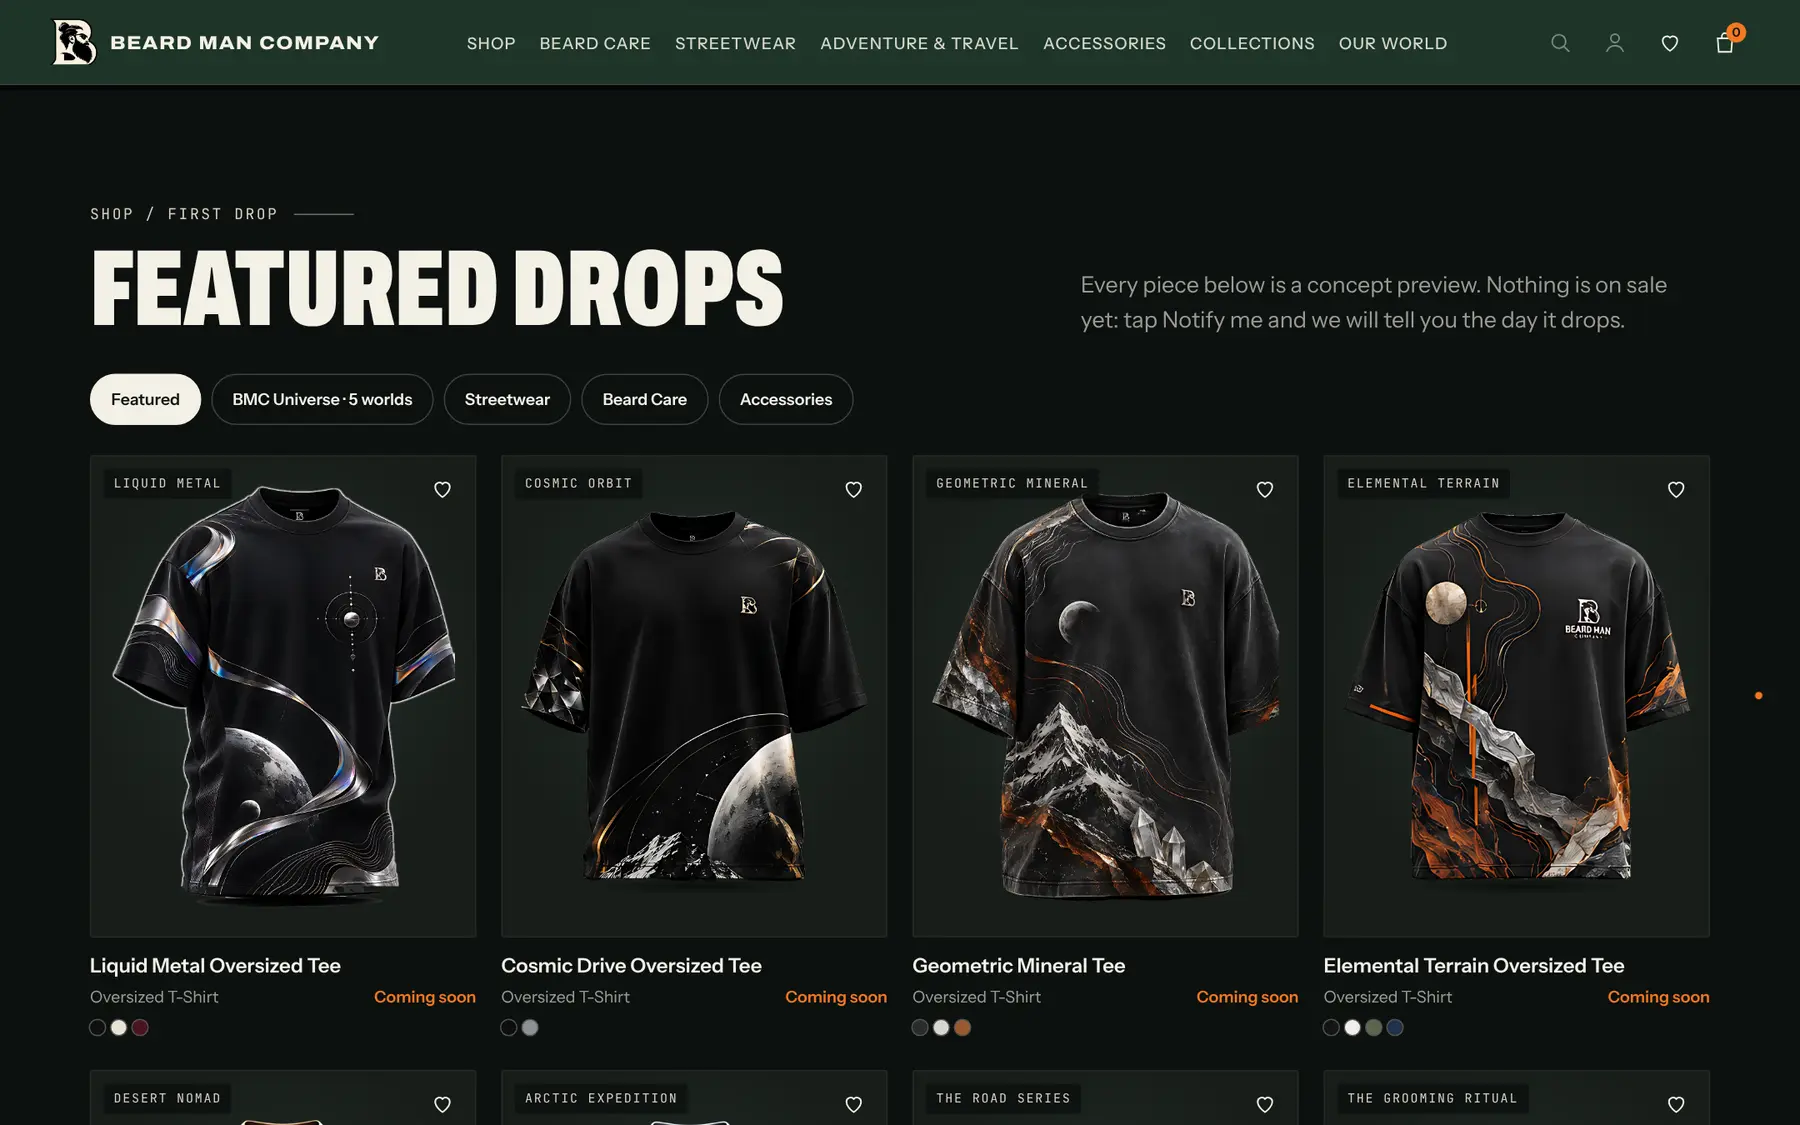 BEARD MAN COMPANY
SHOP BEARD CARE STREETWEAR ADVENTURE & TRAVEL ACCESSORIES COLLECTIONS OUR WORLD
0
SHOP / FIRST DROP
FEATURED DROPS
Every piece below is a concept preview. Nothing is on sale
yet: tap Notify me and we will tell you the day it drops.
Featured BMC Universe · 5 worlds Streetwear Beard Care Accessories
LIQUID METAL COSMIC ORBIT GEOMETRIC MINERAL ELEMENTAL TERRAIN
BEARD MAN
Liquid Metal Oversized Tee Cosmic Drive Oversized Tee Geometric Mineral Tee Elemental Terrain Oversized Tee
Oversized T-Shirt Coming soon Oversized T-Shirt Coming soon Oversized T-Shirt Coming soon Oversized T-Shirt Coming soon
DESERT NOMAD ARCTIC EXPEDITION THE ROAD SERIES THE GROOMING RITUAL